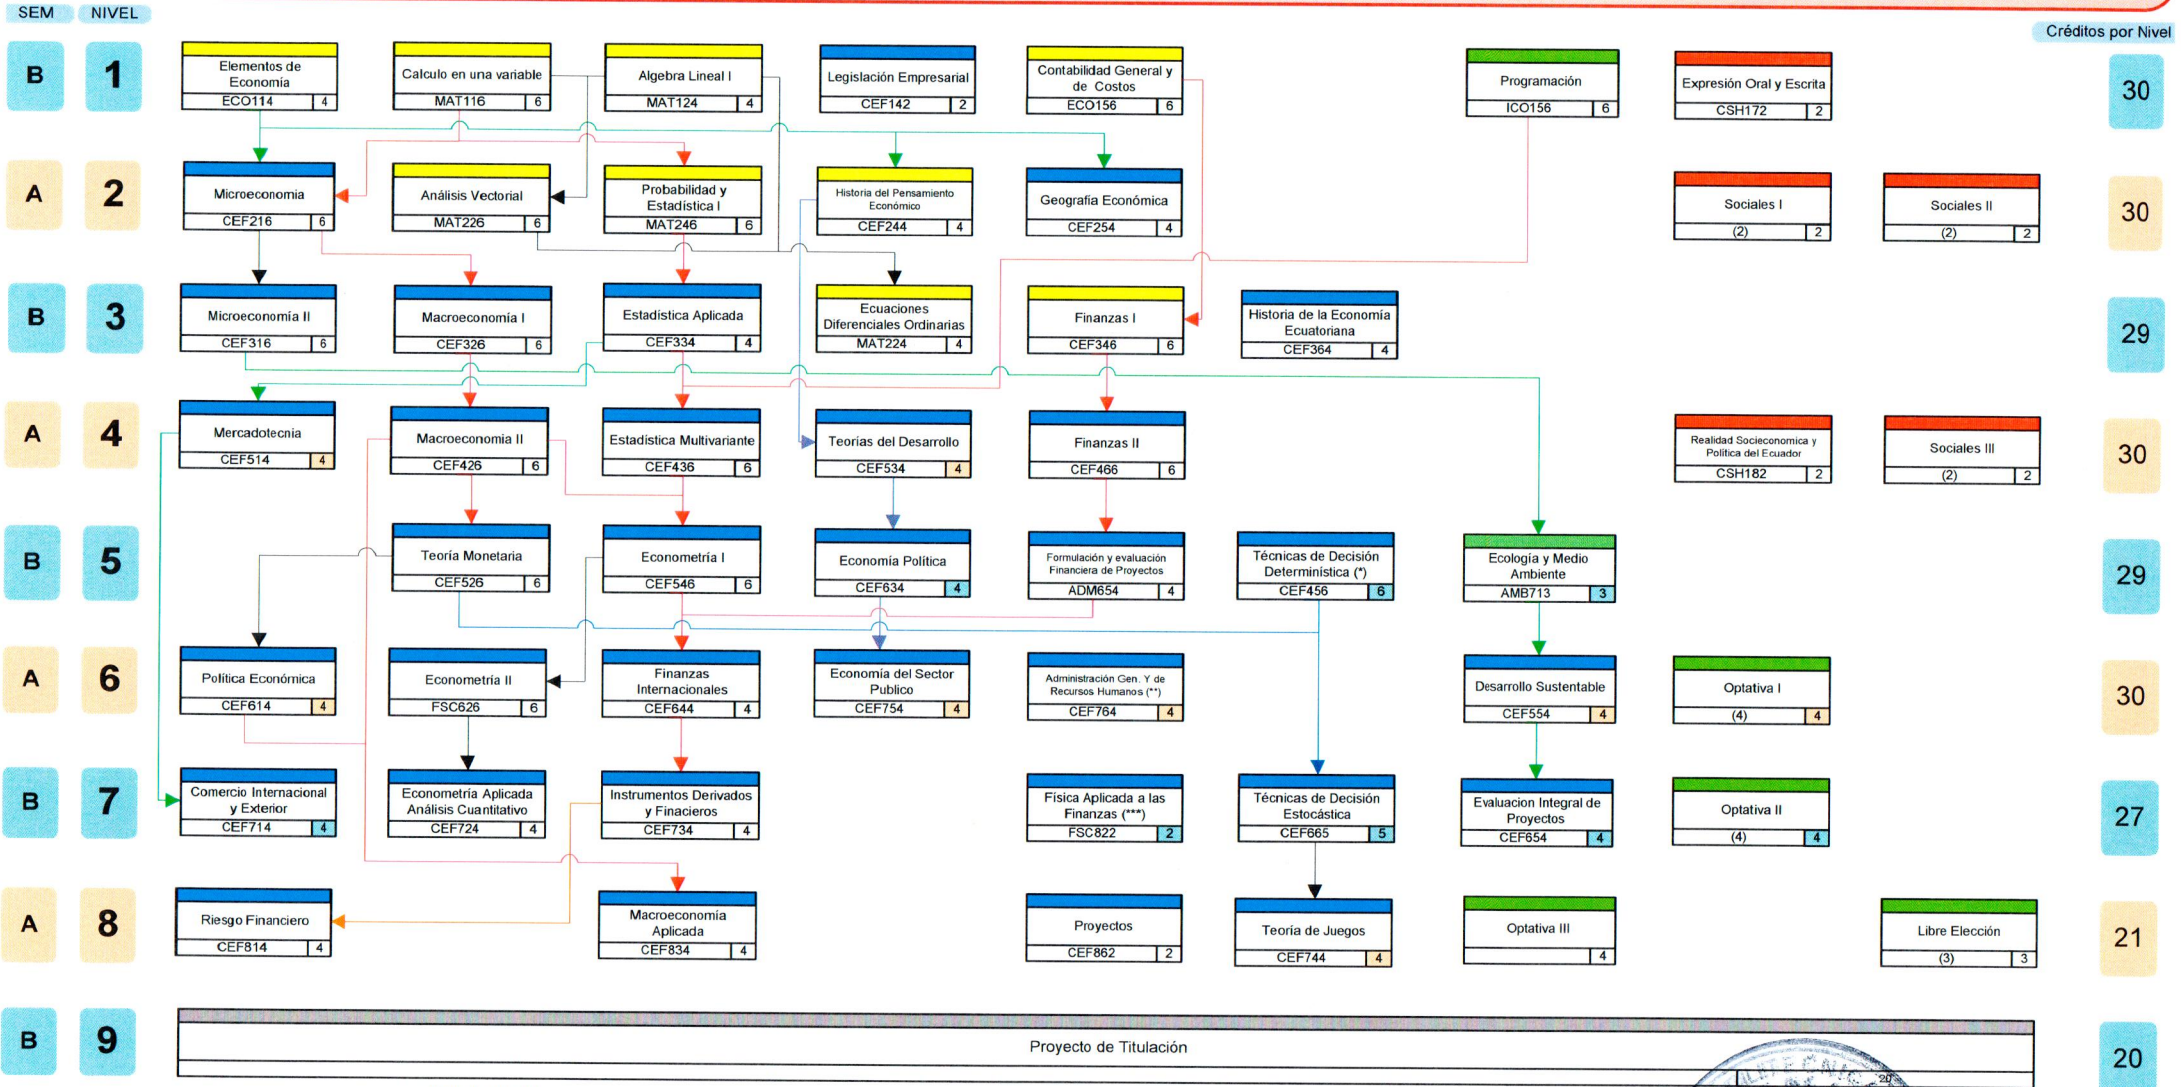 SEM NIVEL
Créditos por Nivel
B 1
Elementos de
Economía
ECO114 4
Calculo en una variable
MAT116 6
Algebra Lineal I
MAT124 4
Legislación Empresarial
CEF142 2
Contabilidad General y
de Costos
ECO156 6
Programación
ICO156 6
Expresión Oral y Escrita
CSH172 2
30
A 2
Microeconomia
CEF216 6
Análisis Vectorial
MAT226 6
Probabilidad y
Estadística I
MAT246 6
Historia del Pensamiento
Económico
CEF244 4
Geografía Económica
CEF254 4
Sociales I
(2) 2
Sociales II
(2) 2
30
B 3
Microeconomía II
CEF316 6
Macroeconomía I
CEF326 6
Estadística Aplicada
CEF334 4
Ecuaciones
Diferenciales Ordinarias
MAT224 4
Finanzas I
CEF346 6
Historia de la Economía
Ecuatoriana
CEF364 4
29
A 4
Mercadotecnia
CEF514 4
Macroeconomia II
CEF426 6
Estadística Multivariante
CEF436 6
Teorías del Desarrollo
CEF534 4
Finanzas II
CEF466 6
Realidad Socieconomica y
Política del Ecuador
CSH182 2
Sociales III
(2) 2
30
B 5
Teoría Monetaria
CEF526 6
Econometría I
CEF546 6
Economía Política
CEF634 4
Formulación y evaluación
Financiera de Proyectos
ADM654 4
Técnicas de Decisión
Determinística (*)
CEF456 6
Ecología y Medio
Ambiente
AMB713 3
29
A 6
Política Económica
CEF614 4
Econometría II
FSC626 6
Finanzas
Internacionales
CEF644 4
Economía del Sector
Publico
CEF754 4
Administración Gen. Y de
Recursos Humanos (**)
CEF764 4
Desarrollo Sustentable
CEF554 4
Optativa I
(4) 4
30
B 7
Comercio Internacional
y Exterior
CEF714 4
Econometría Aplicada
Análisis Cuantitativo
CEF724 4
Instrumentos Derivados
y Finacieros
CEF734 4
Física Aplicada a las
Finanzas (***)
FSC822 2
Técnicas de Decisión
Estocástica
CEF665 5
Evaluacion Integral de
Proyectos
CEF654 4
Optativa II
(4) 4
27
A 8
Riesgo Financiero
CEF814 4
Macroeconomía
Aplicada
CEF834 4
Proyectos
CEF862 2
Teoría de Juegos
CEF744 4
Optativa III
4
Libre Elección
(3) 3
21
B 9
Proyecto de Titulación
20
20